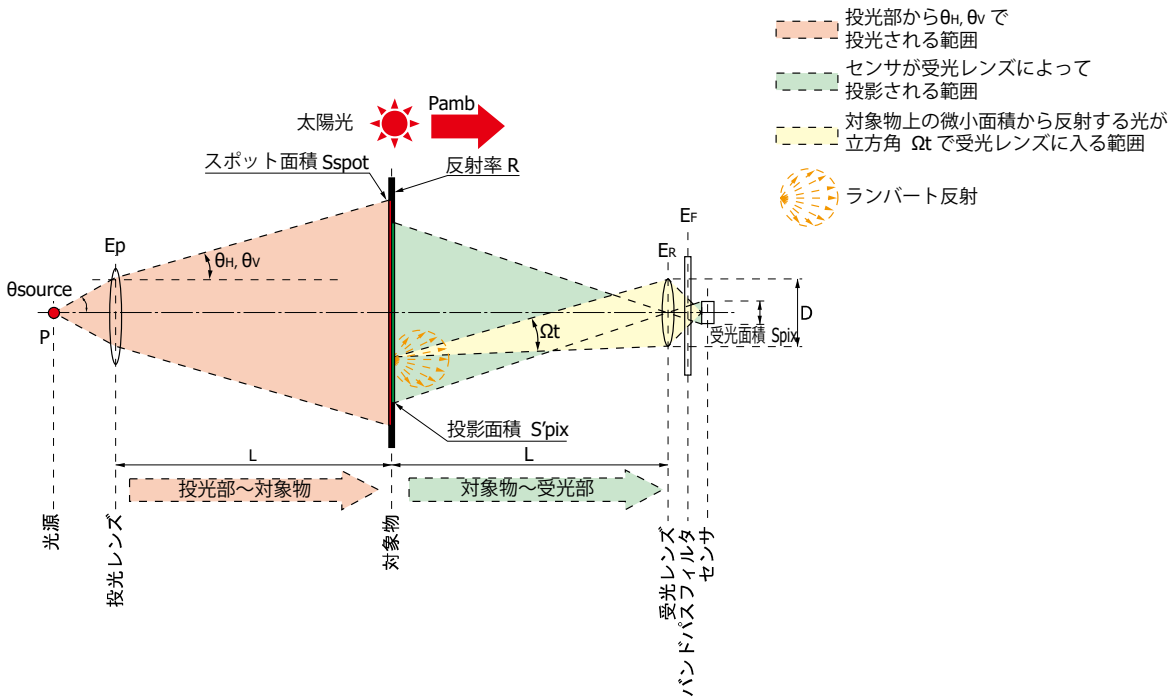 投光部からθH, θV で
投光される範囲
センサが受光レンズによって
投影される範囲
対象物上の微小面積から反射する光が
立方角 Ωt で受光レンズに入る範囲
ランバート反射
太陽光
Pamb
スポット面積 Sspot
反射率 R
Ep
θH, θV
θsource
P
Ωt
ER
EF
D
受光面積 Spix
投影面積 S'pix
L
L
投光部～対象物
対象物～受光部
光源
投光レンズ
対象物
受光レンズ
バンドパスフィルタ
センサ